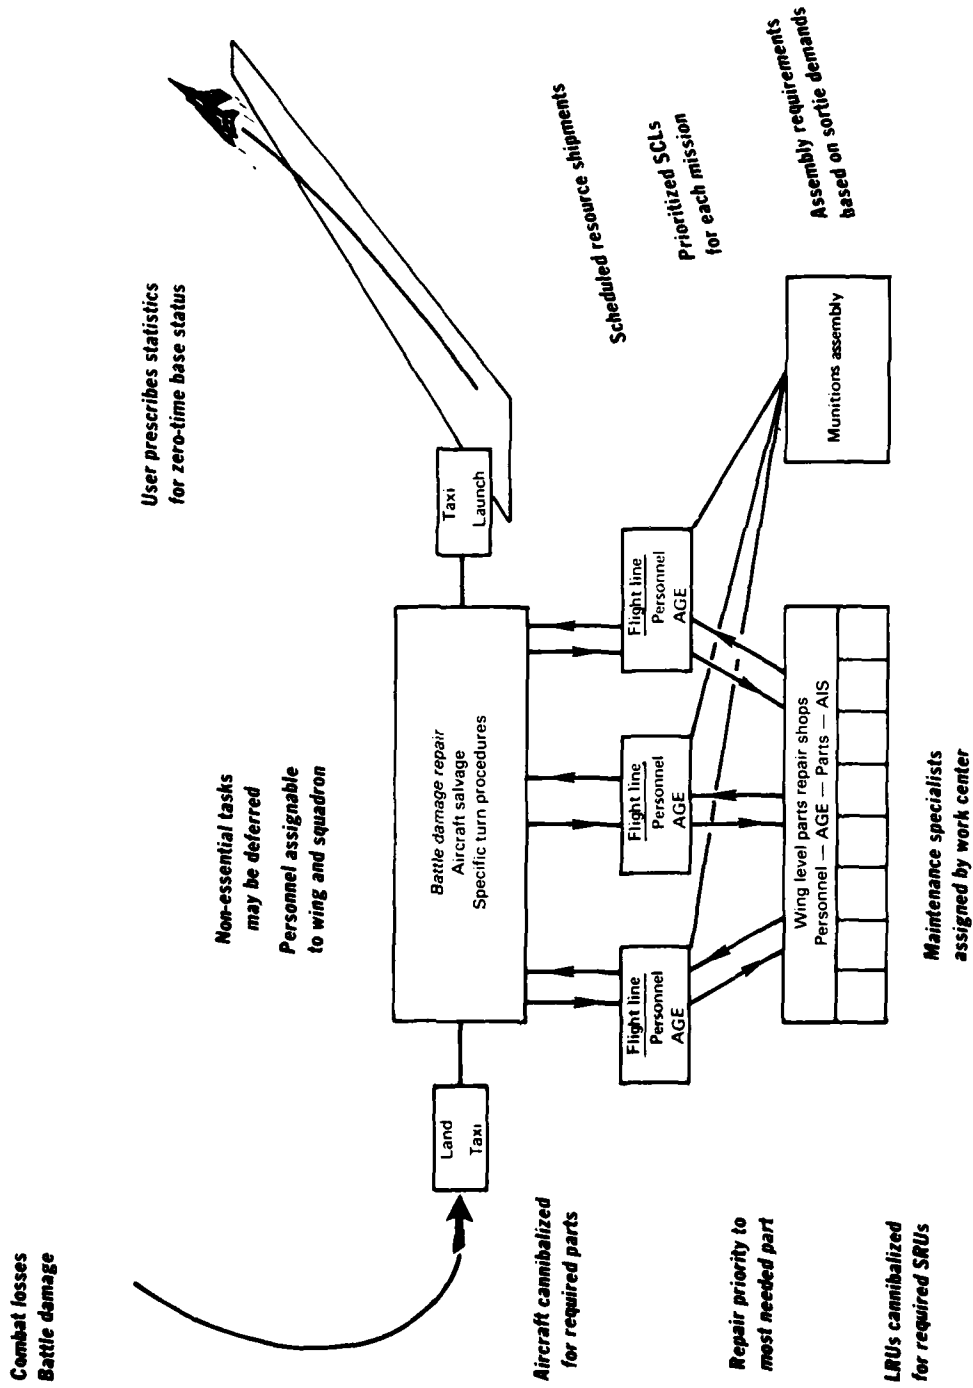 Combat losses
Battle damage
User prescribes statistics
for zero-time base status
Non-essential tasks
may be deferred
Personnel assignable
to wing and squadron
Land
Taxi
Battle damage repair
Aircraft salvage
Specific turn procedures
Taxi
Launch
Aircraft cannibalized
for required parts
Flight line
Personnel
AGE
Flight line
Personnel
AGE
Flight line
Personnel
AGE
Scheduled resource shipments
Prioritized SCLs
for each mission
Assembly requirements
based on sortie demands
Repair priority to
most needed part
Wing level parts repair shops
Personnel — AGE — Parts — AIS
Munitions assembly
LRUs cannibalized
for required SRUs
Maintenance specialists
assigned by work center